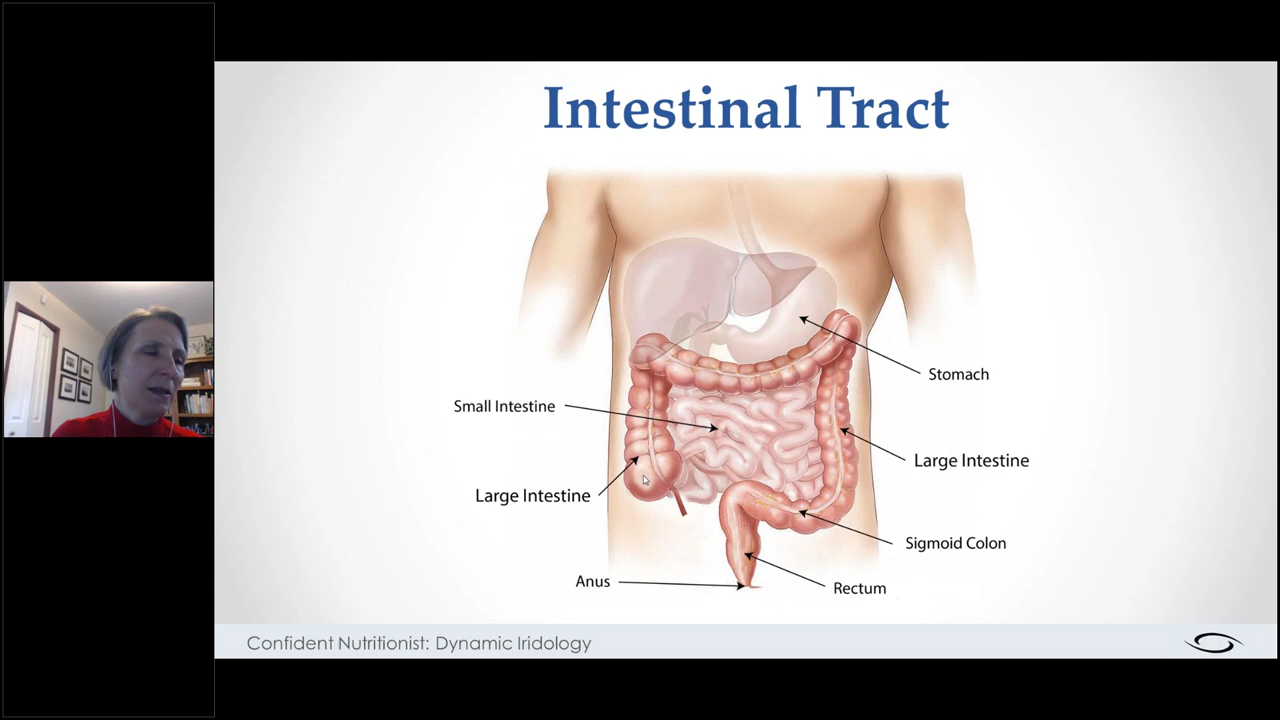 Intestinal Tract
Stomach
Small Intestine
Large Intestine
Large Intestine
Sigmoid Colon
Anus
Rectum
Confident Nutritionist: Dynamic Iridology